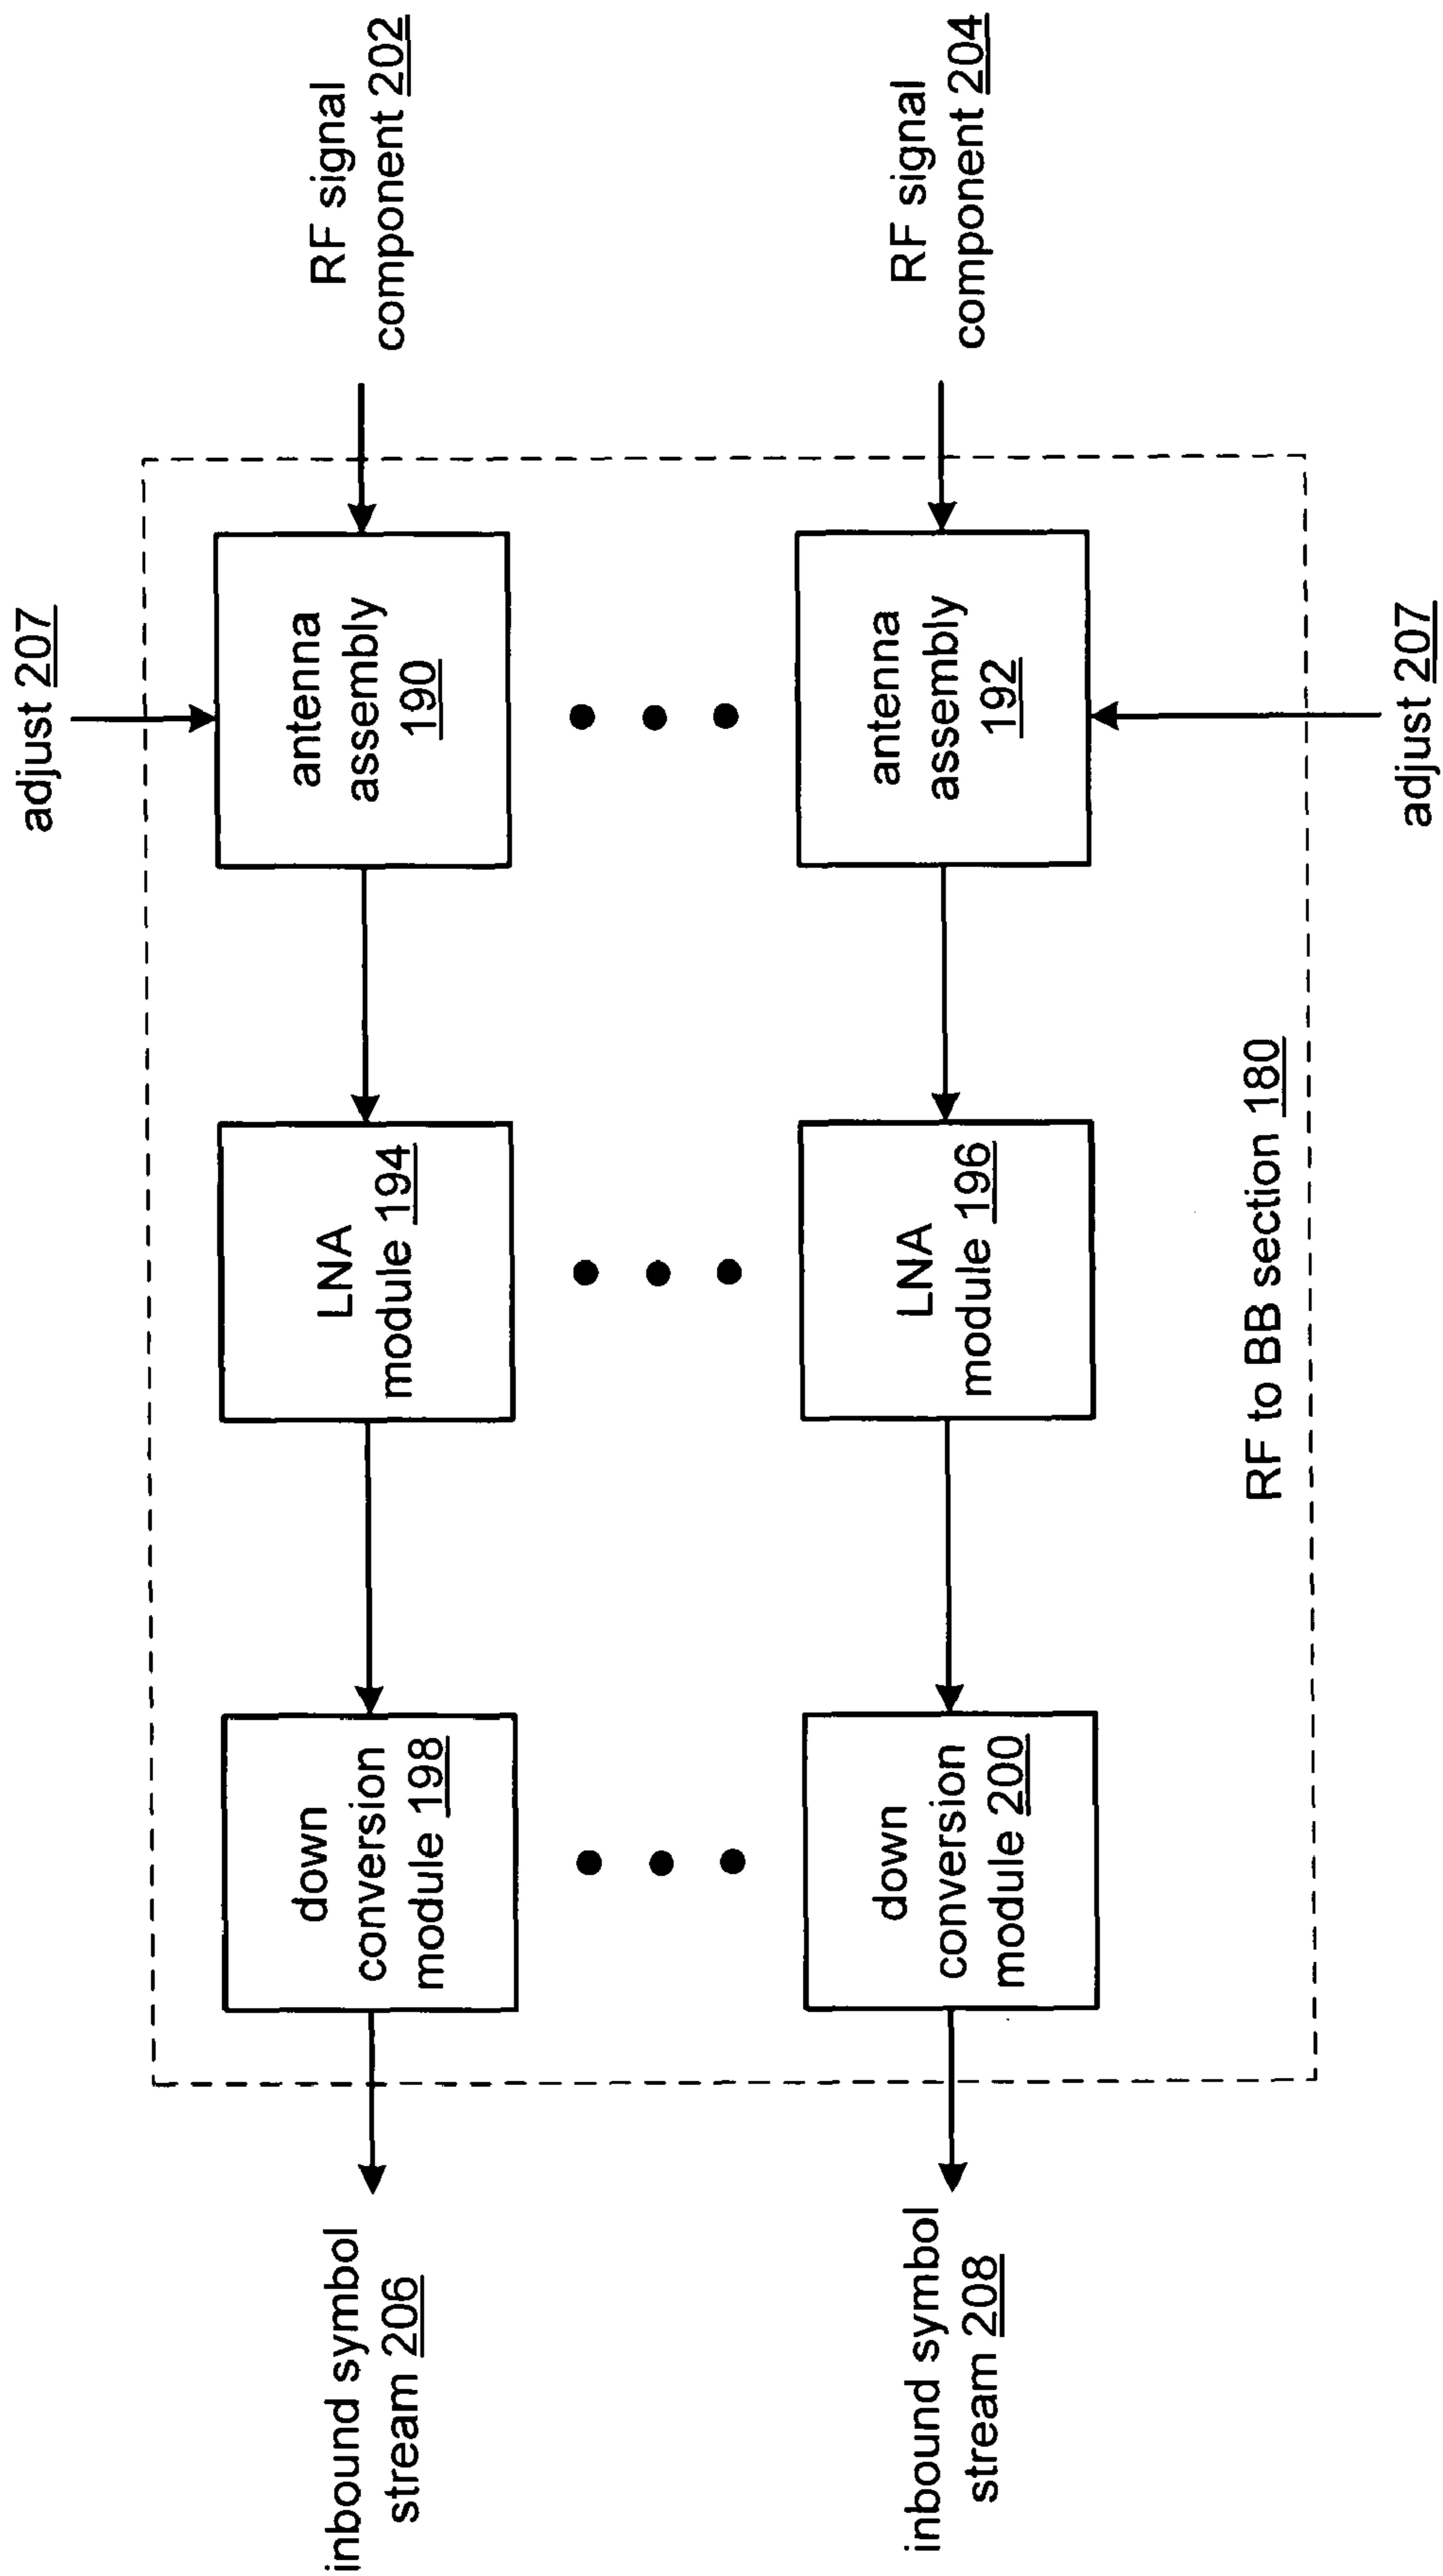 adjust 207
inbound symbol
stream 206
down
conversion
module 198
LNA
module 194
antenna
assembly
190
RF signal
component 202
inbound symbol
stream 208
down
conversion
module 200
LNA
module 196
antenna
assembly
192
RF signal
component 204
RF to BB section 180
adjust 207